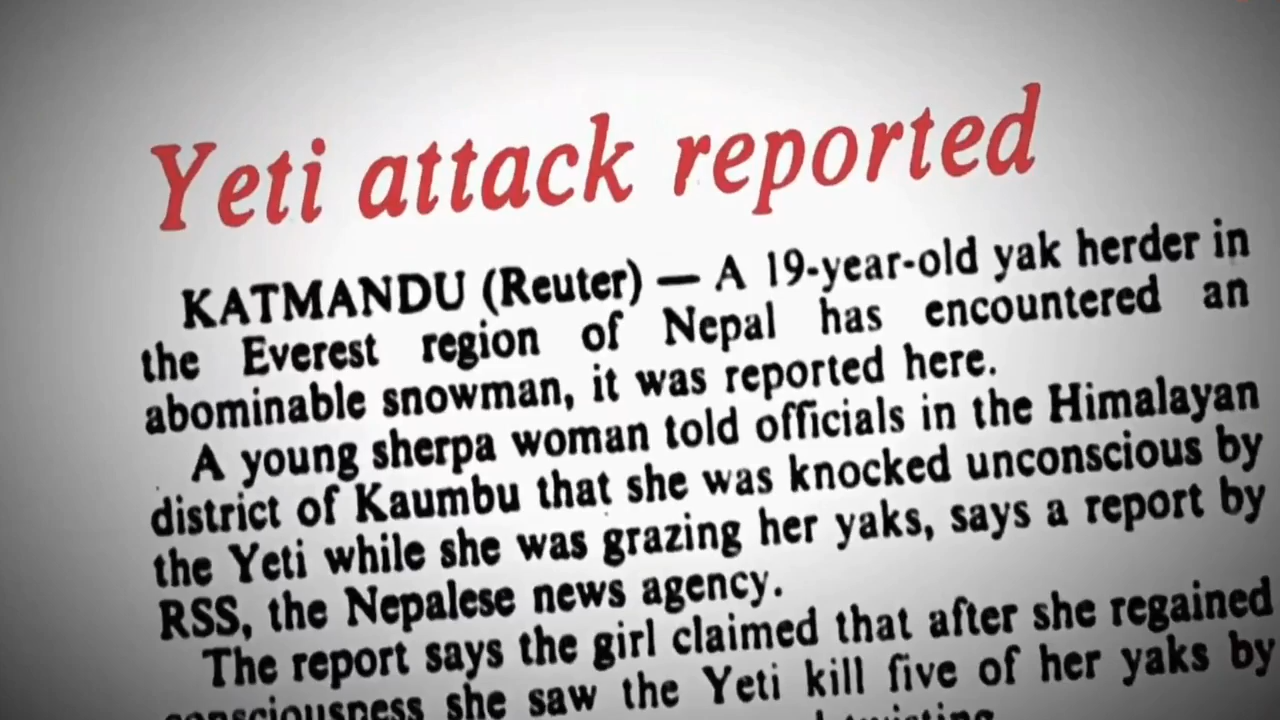 Yeti attack reported
KATMANDU (Reuter) — A 19-year-old yak herder in
the Everest region of Nepal has encountered an
abominable snowman, it was reported here.
A young sherpa woman told officials in the Himalayan
district of Kaumbu that she was knocked unconscious by
the Yeti while she was grazing her yaks, says a report by
RSS, the Nepalese news agency.
The report says the girl claimed that after she regained
consciousness she saw the Yeti kill five of her yaks by
twisting